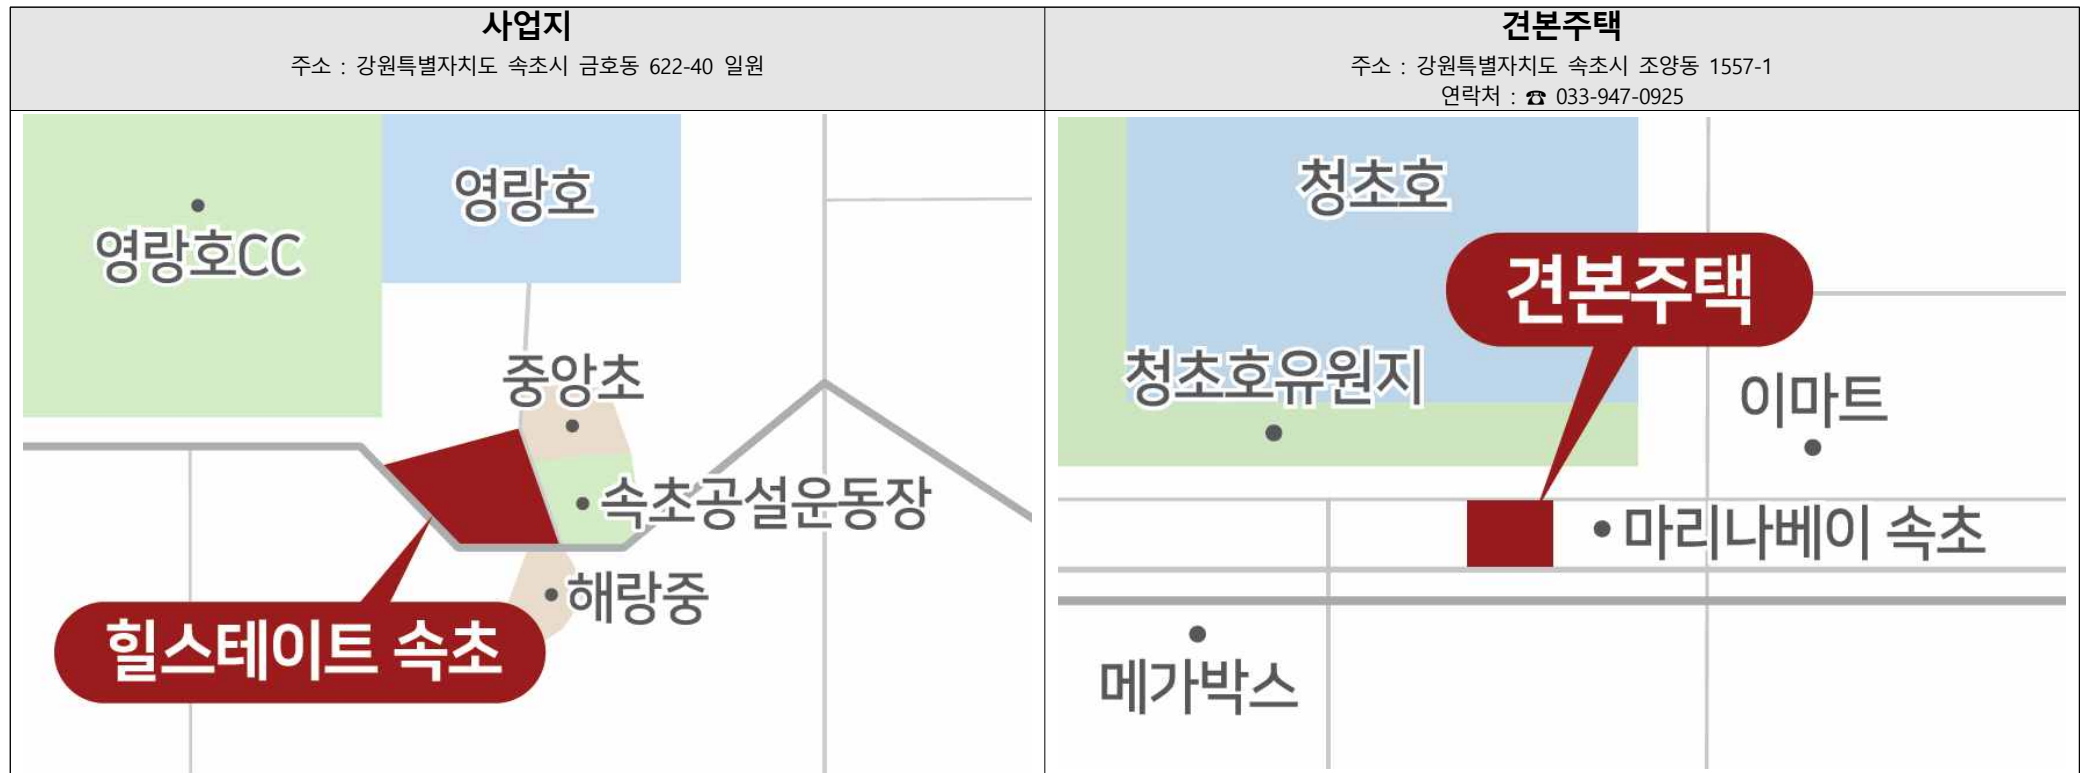 사업지
주소 : 강원특별자치도 속초시 금호동 622-40 일원
견본주택
주소 : 강원특별자치도 속초시 조양동 1557-1
연락처 : ☎ 033-947-0925
영랑호
영랑호CC
중앙초
속초공설운동장
해랑중
힐스테이트 속초
청초호
견본주택
청초호유원지
이마트
마리나베이 속초
메가박스